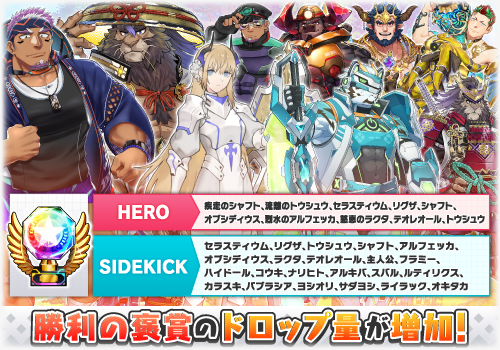 HERO
疾走のシャフト、流離のトウシュウ、セラスティウム、リグザ、シャフト、
オブシディウス、烈水のアルフェッカ、慈悲のラクタ、テオレオール、トウシュウ
SIDEKICK
セラスティウム、リグザ、トウシュウ、シャフト、アルフェッカ、
オブシディウス、ラクタ、テオレオール、主人公、フラミー、
ハイドール、コウキ、ナリヒト、アルキバ、スバル、ルティリクス、
カラスキ、パブラシア、ヨシオリ、サダヨシ、ライラック、オキタカ
勝利の褒賞のドロップ量が増加!